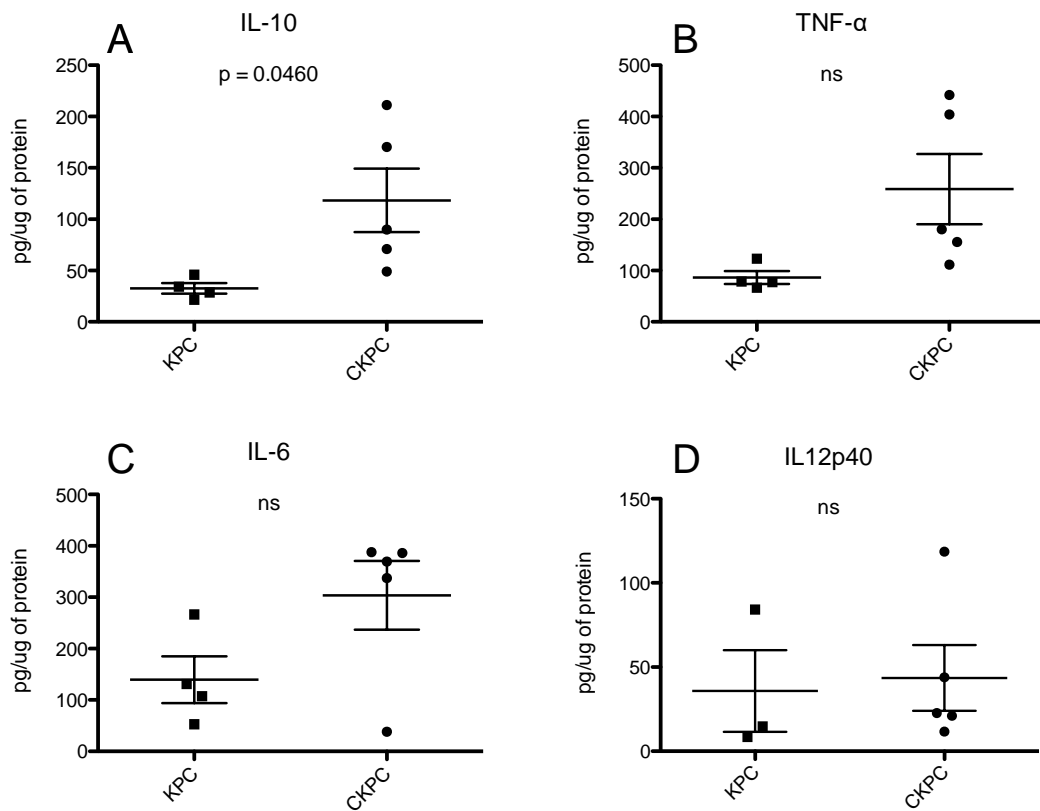 A
IL-10
p = 0.0460
pg/ug of protein
250
200
150
100
50
0
KPC
CKPC
B
TNF-α
ns
pg/ug of protein
500
400
300
200
100
0
KPC
CKPC
C
IL-6
ns
pg/ug of protein
500
400
300
200
100
0
KPC
CKPC
D
IL12p40
ns
pg/ug of protein
150
100
50
0
KPC
CKPC